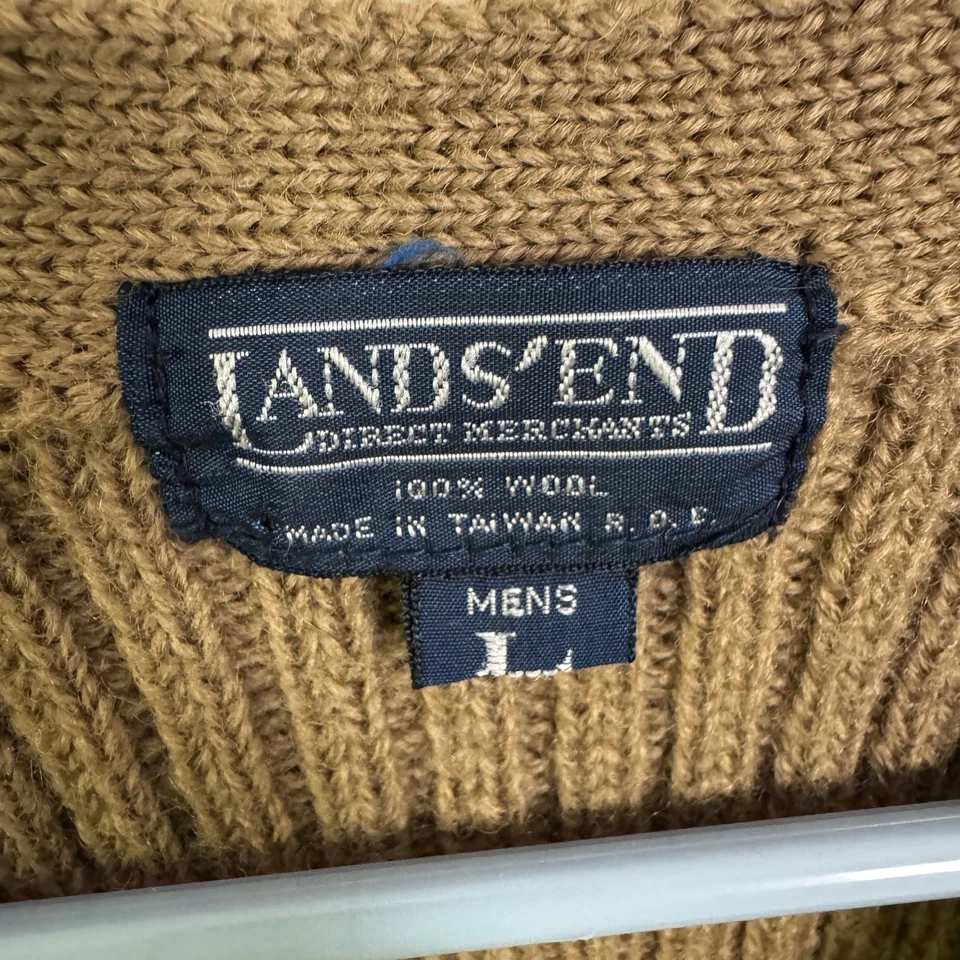 LANDS' END
DIRECT MERCHANTS
100% WOOL
MADE IN TAIWAN R.O.C.
MENS
L